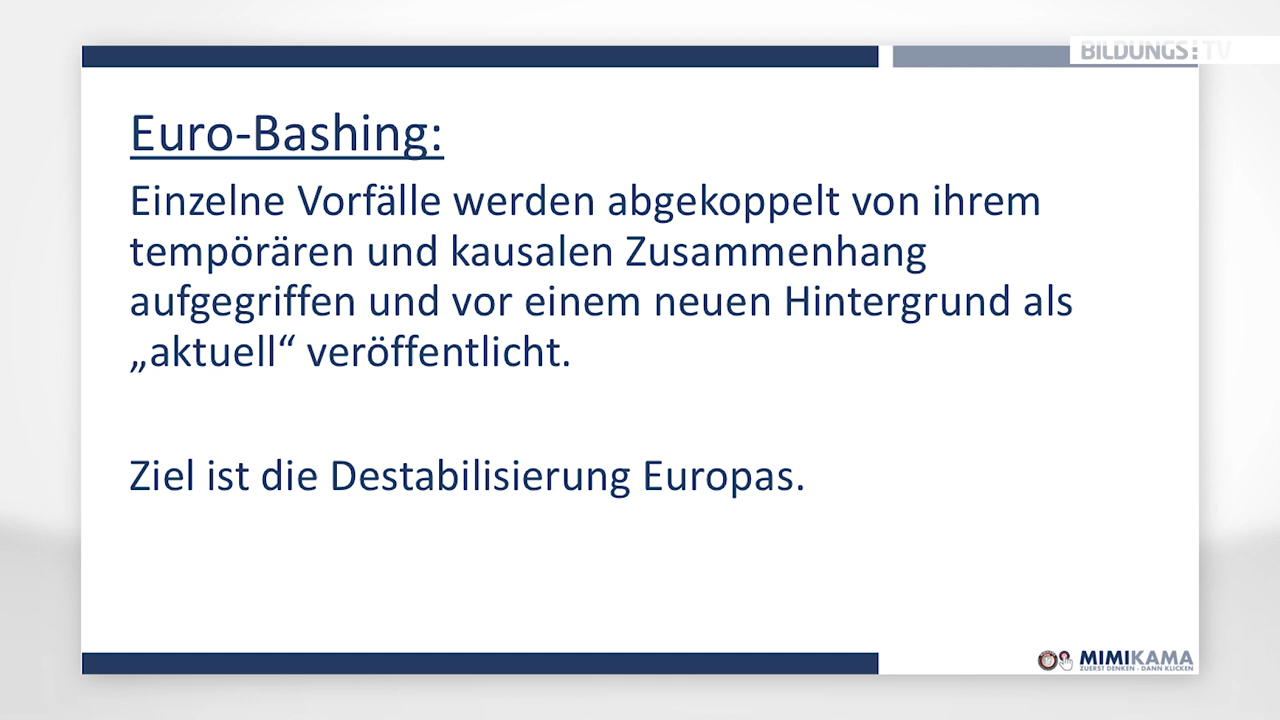 BILDUNGS:TV
Euro-Bashing:
Einzelne Vorfälle werden abgekoppelt von ihrem
tempörären und kausalen Zusammenhang
aufgegriffen und vor einem neuen Hintergrund als
„aktuell“ veröffentlicht.
Ziel ist die Destabilisierung Europas.
MIMIKAMA
ZUERST DENKEN - DANN KLICKEN